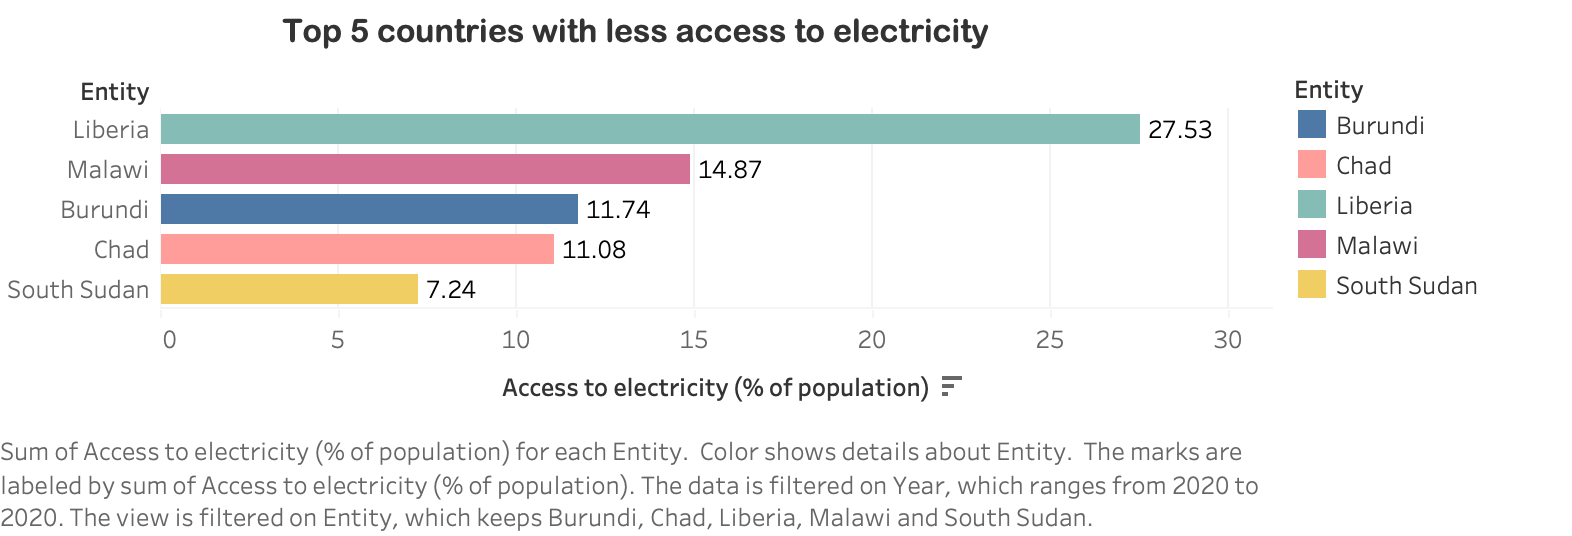 Top 5 countries with less access to electricity
Entity
Liberia 27.53
Malawi 14.87
Burundi 11.74
Chad 11.08
South Sudan 7.24
0 5 10 15 20 25 30
Access to electricity (% of population)
Entity
Burundi
Chad
Liberia
Malawi
South Sudan
Sum of Access to electricity (% of population) for each Entity.  Color shows details about Entity.  The marks are
labeled by sum of Access to electricity (% of population). The data is filtered on Year, which ranges from 2020 to
2020. The view is filtered on Entity, which keeps Burundi, Chad, Liberia, Malawi and South Sudan.